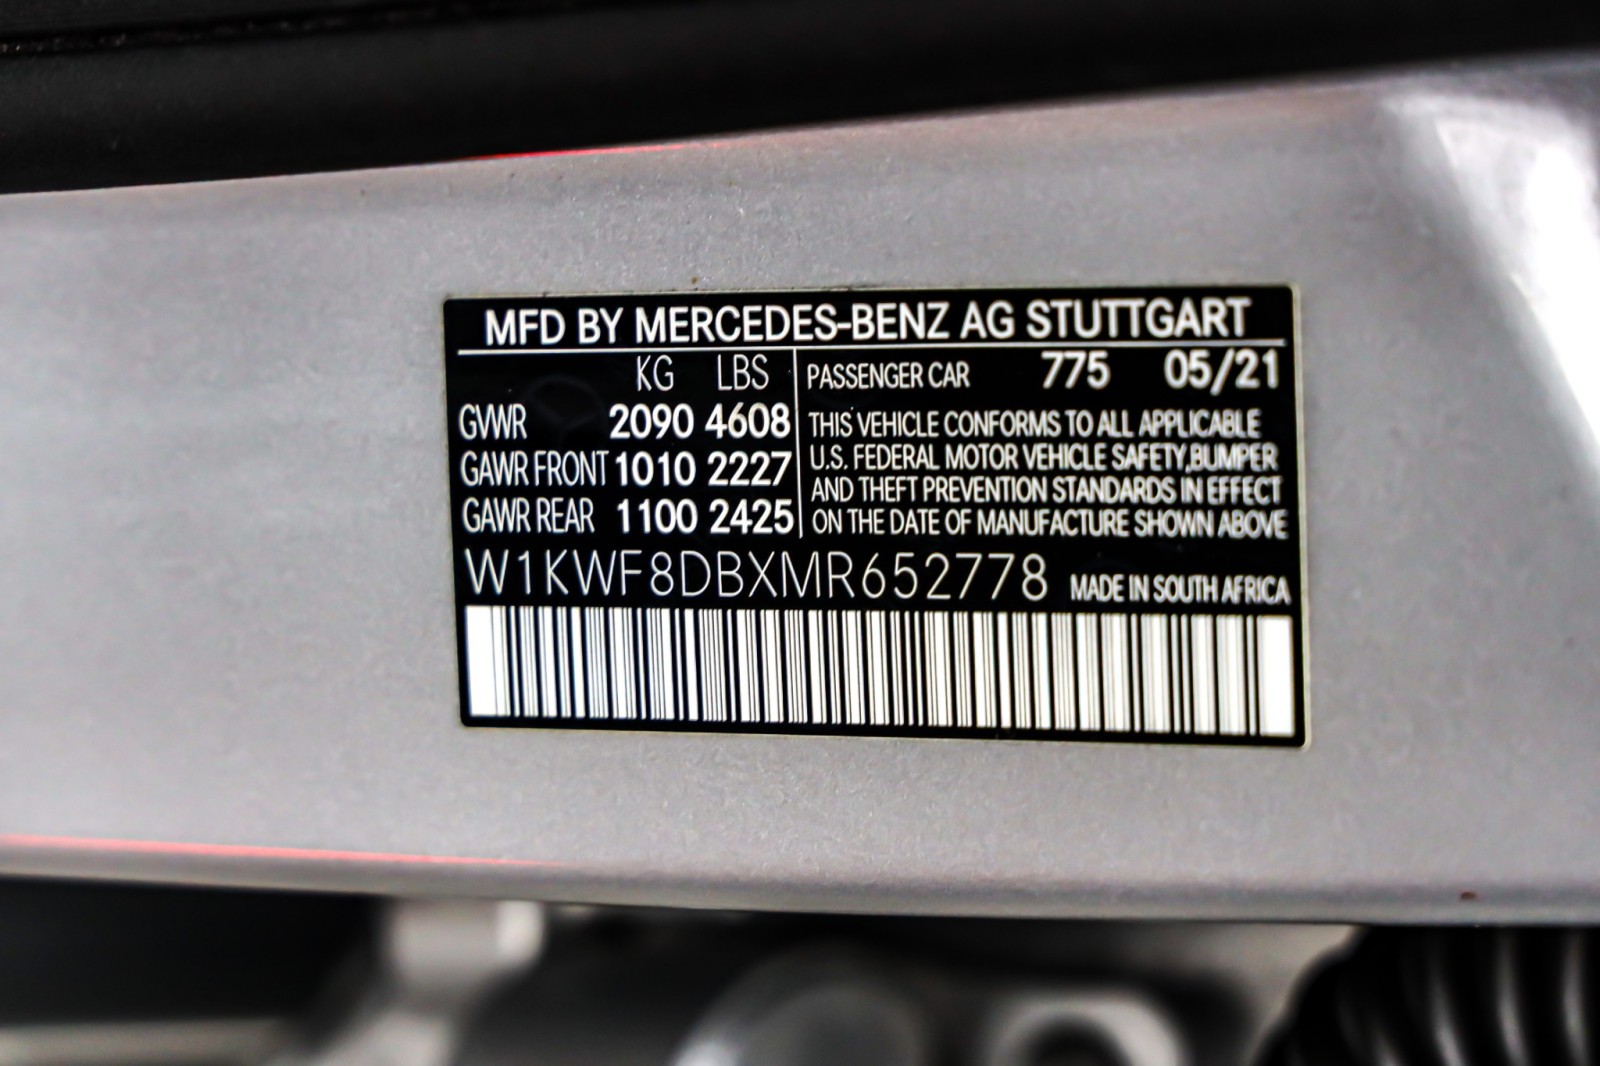 MFD BY MERCEDES-BENZ AG STUTTGART
KG LBS
GVWR 2090 4608
GAWR FRONT 1010 2227
GAWR REAR 1100 2425
PASSENGER CAR 775 05/21
THIS VEHICLE CONFORMS TO ALL APPLICABLE
U.S. FEDERAL MOTOR VEHICLE SAFETY,BUMPER
AND THEFT PREVENTION STANDARDS IN EFFECT
ON THE DATE OF MANUFACTURE SHOWN ABOVE
W1KWF8DBXMR652778 MADE IN SOUTH AFRICA